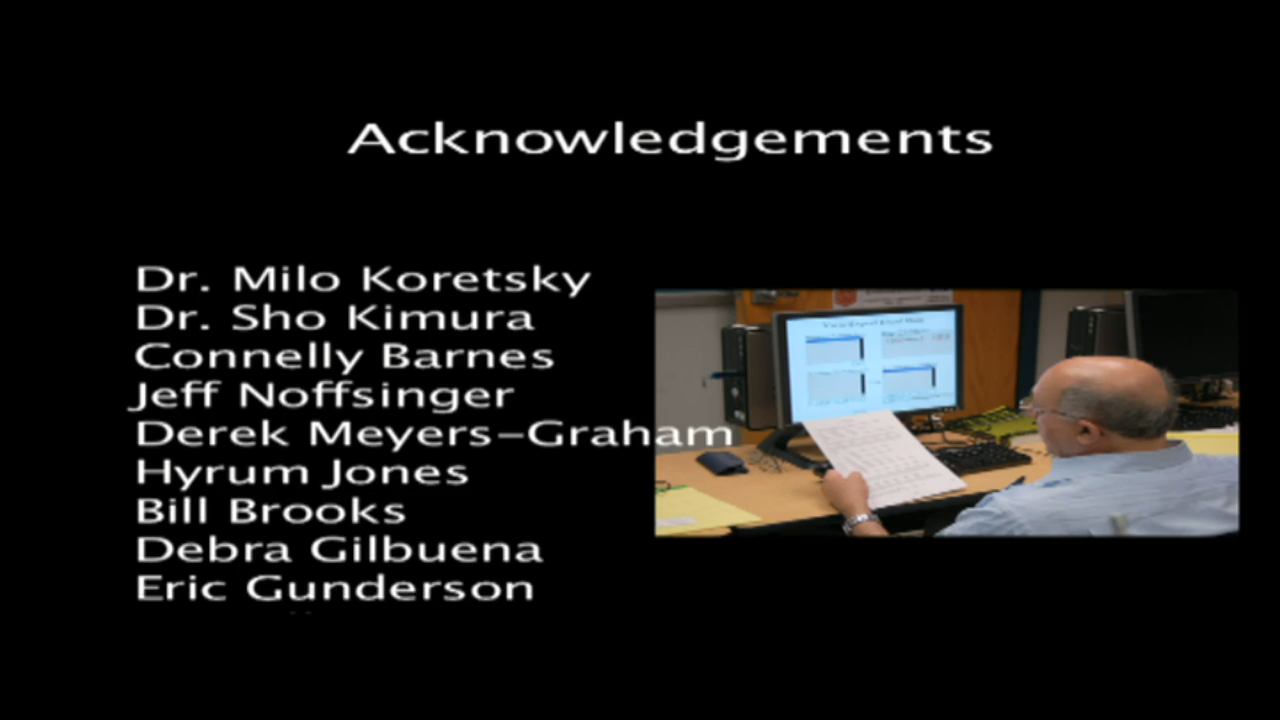 Acknowledgements
Dr. Milo Koretsky
Dr. Sho Kimura
Connelly Barnes
Jeff Noffsinger
Derek Meyers-Graham
Hyrum Jones
Bill Brooks
Debra Gilbuena
Eric Gunderson